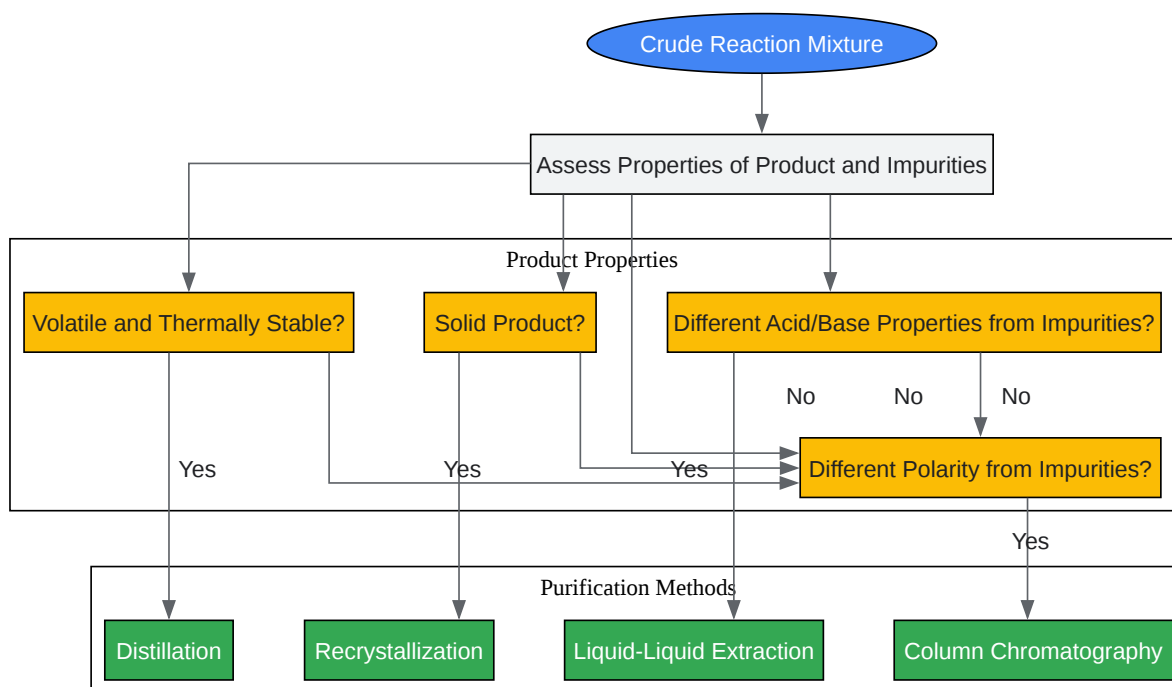 Crude Reaction Mixture
Assess Properties of Product and Impurities
Product Properties
Volatile and Thermally Stable?
Solid Product?
Different Acid/Base Properties from Impurities?
No
No
No
Different Polarity from Impurities?
Yes
Yes
Yes
Yes
Purification Methods
Distillation
Recrystallization
Liquid-Liquid Extraction
Column Chromatography